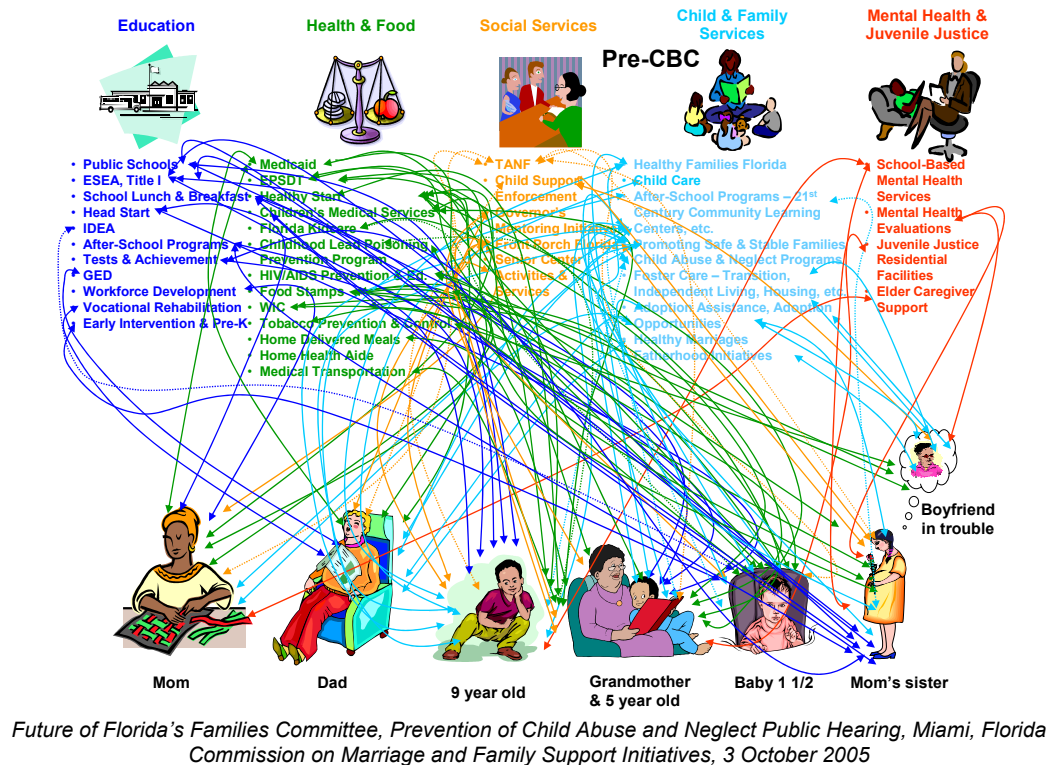 Education
Health & Food
Social Services
Child & Family
Services
Mental Health &
Juvenile Justice
Pre-CBC
• Public Schools
• ESEA, Title I
• School Lunch & Breakfast
• Head Start
• IDEA
• After-School Programs
• Tests & Achievement
• GED
• Workforce Development
• Vocational Rehabilitation
• Early Intervention & Pre-K
• Medicaid
• EPSDT
• Healthy Start
• Children's Medical Services
• Florida Kidcare
• Childhood Lead Poisoning
Prevention Program
• HIV/AIDS Prevention & Ed.
• Food Stamps
• WIC
• Tobacco Prevention & Control
• Home Delivered Meals
• Home Health Aide
• Medical Transportation
• TANF
• Child Support
Enforcement
• Governor's
Mentoring Initiative
• Front Porch Florida
• Senior Center
Activities &
Services
• Healthy Families Florida
• Child Care
• After-School Programs – 21st
Century Community Learning
Centers, etc.
• Promoting Safe & Stable Families
• Child Abuse & Neglect Programs
• Foster Care – Transition,
Independent Living, Housing, etc
• Adoption Assistance, Adoption
Opportunities
• Healthy Marriages
• Fatherhood Initiatives
• School-Based
Mental Health
Services
• Mental Health
Evaluations
• Juvenile Justice
• Residential
Facilities
• Elder Caregiver
Support
Boyfriend
in trouble
Mom
Dad
9 year old
Grandmother
& 5 year old
Baby 1 1/2
Mom's sister
Future of Florida's Families Committee, Prevention of Child Abuse and Neglect Public Hearing, Miami, Florida
Commission on Marriage and Family Support Initiatives, 3 October 2005